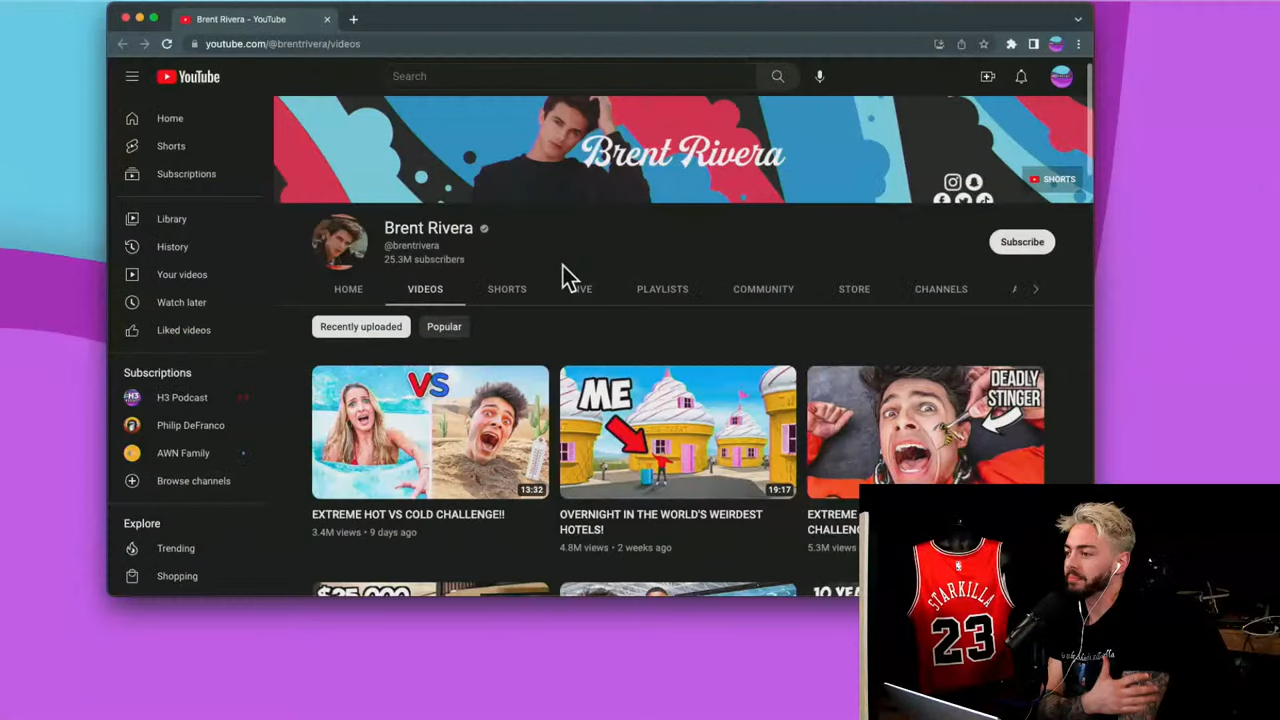 Brent Rivera - YouTube
youtube.com/@brentrivera/videos
YouTube
Search
Home
Shorts
Subscriptions
Library
History
Your videos
Watch later
Liked videos
Subscriptions
H3 Podcast
Philip DeFranco
AWN Family
Browse channels
Explore
Trending
Shopping
Brent Rivera
SHORTS
Brent Rivera
@brentrivera
25.3M subscribers
Subscribe
HOME
VIDEOS
SHORTS
PLAYLISTS
COMMUNITY
STORE
CHANNELS
Recently uploaded
Popular
VS
13:32
ME
19:17
DEADLY
STINGER
EXTREME HOT VS COLD CHALLENGE!!
3.4M views • 9 days ago
OVERNIGHT IN THE WORLD'S WEIRDEST
HOTELS!
4.8M views • 2 weeks ago
EXTREME
5.3M views
$25,000
10 YEA
STARKILLA
23